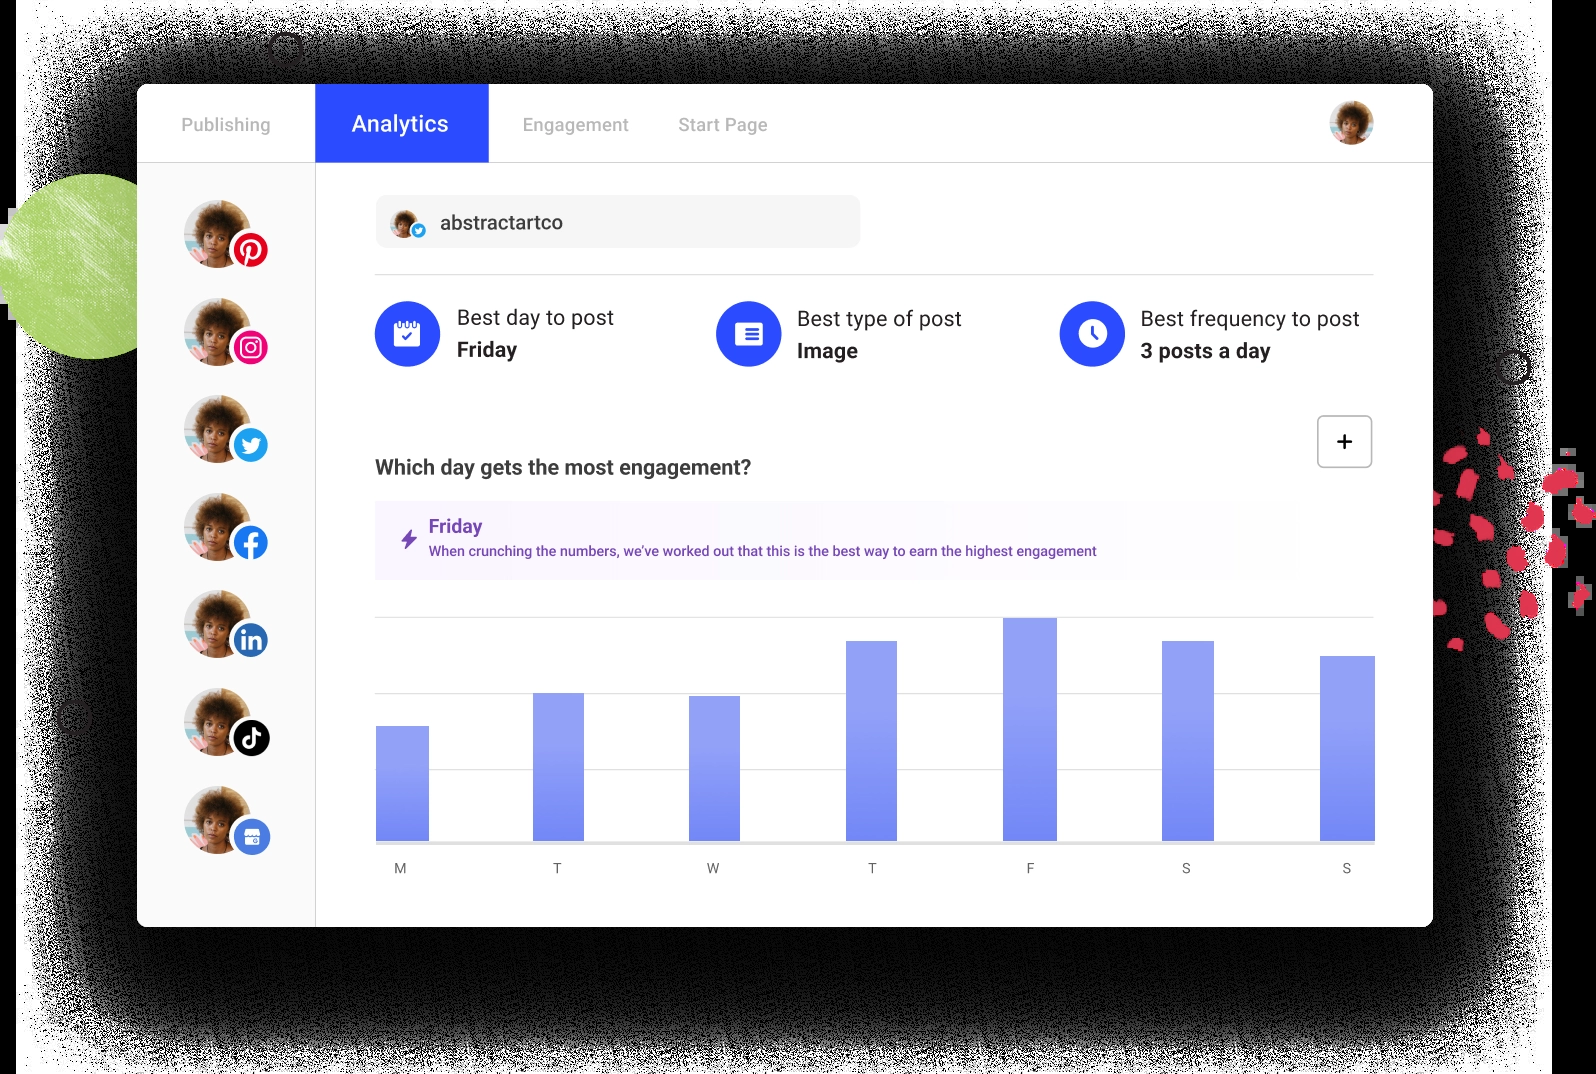 Publishing
Analytics
Engagement
Start Page
abstractartco
Best day to post
Friday
Best type of post
Image
Best frequency to post
3 posts a day
+
Which day gets the most engagement?
Friday
When crunching the numbers, we've worked out that this is the best way to earn the highest engagement
in
M T W T F S S